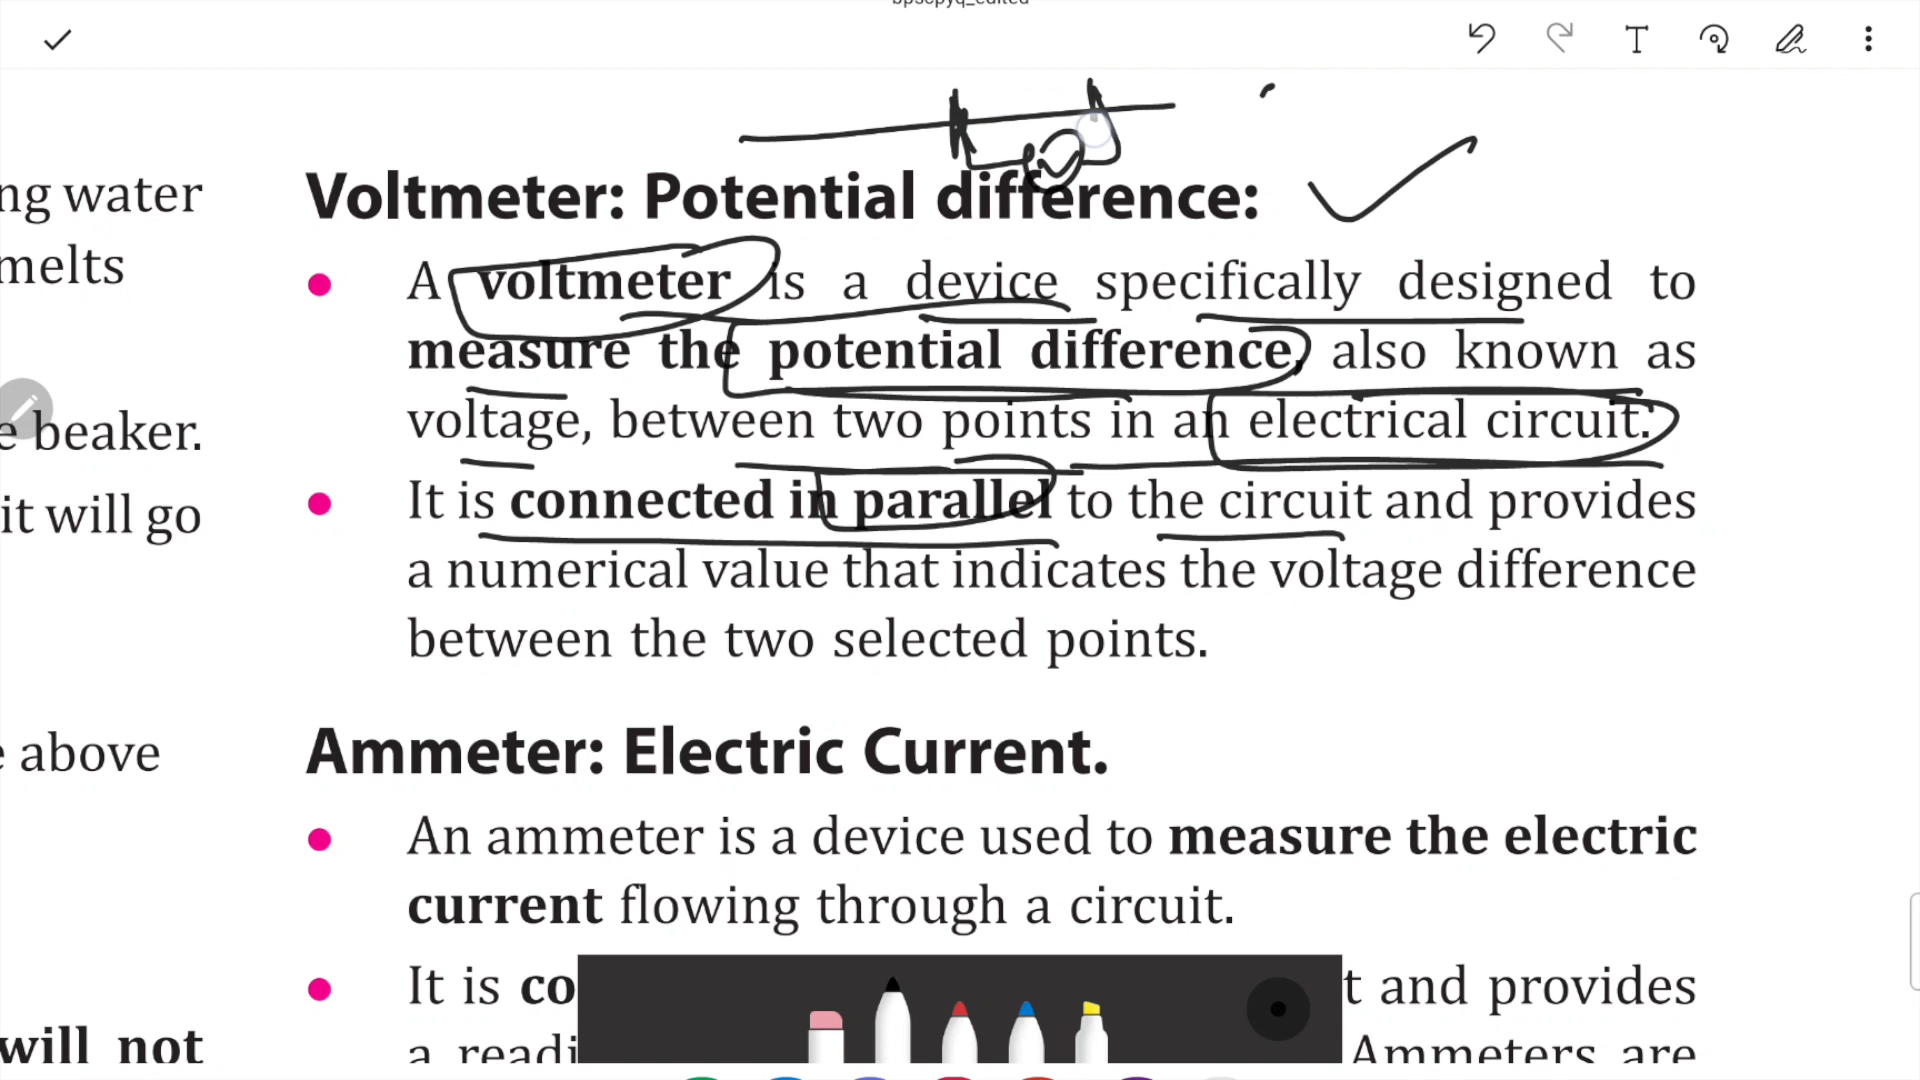 bpscpyq_edited
T
ng water
melts
e beaker.
it will go
e above
will not
Voltmeter: Potential difference:
A voltmeter is a device specifically designed to
measure the potential difference, also known as
voltage, between two points in an electrical circuit.
It is connected in parallel to the circuit and provides
a numerical value that indicates the voltage difference
between the two selected points.
Ammeter: Electric Current.
An ammeter is a device used to measure the electric
current flowing through a circuit.
It is co t and provides
a readi Ammeters are